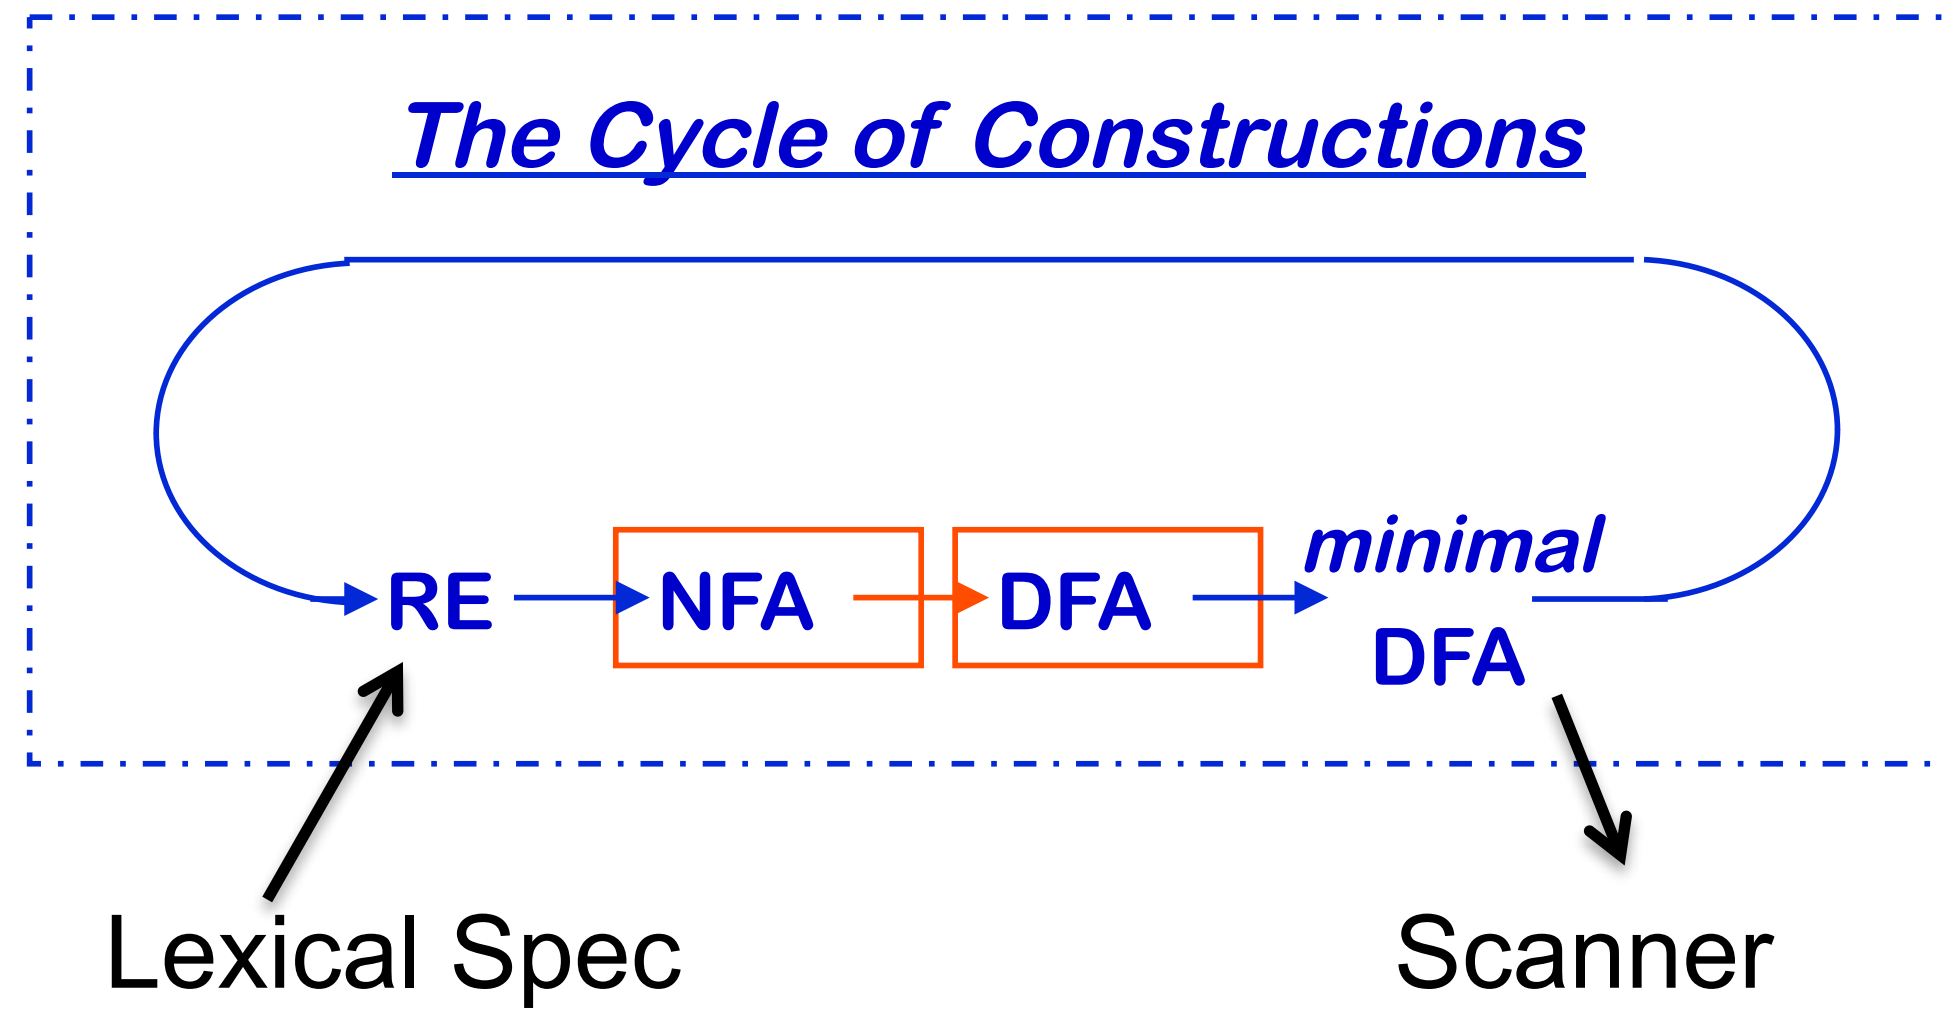 The Cycle of Constructions
minimal
RE NFA DFA
DFA
Lexical Spec Scanner